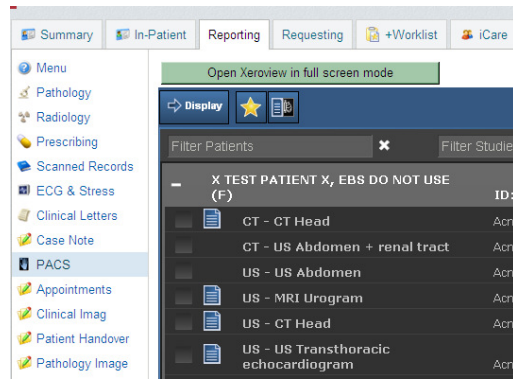 Summary In-Patient Reporting Requesting +Worklist iCare
Menu
Pathology
Radiology
Prescribing
Scanned Records
ECG & Stress
Clinical Letters
Case Note
PACS
Appointments
Clinical Imag
Patient Handover
Pathology Image
Open Xeroview in full screen mode
Display
Filter Patients Filter Studie
X TEST PATIENT X, EBS DO NOT USE
(F) ID:
CT - CT Head Acn
CT - US Abdomen + renal tract Acn
US - US Abdomen Acn
US - MRI Urogram Acn
US - CT Head Acn
US - US Transthoracic
echocardiogram Acn